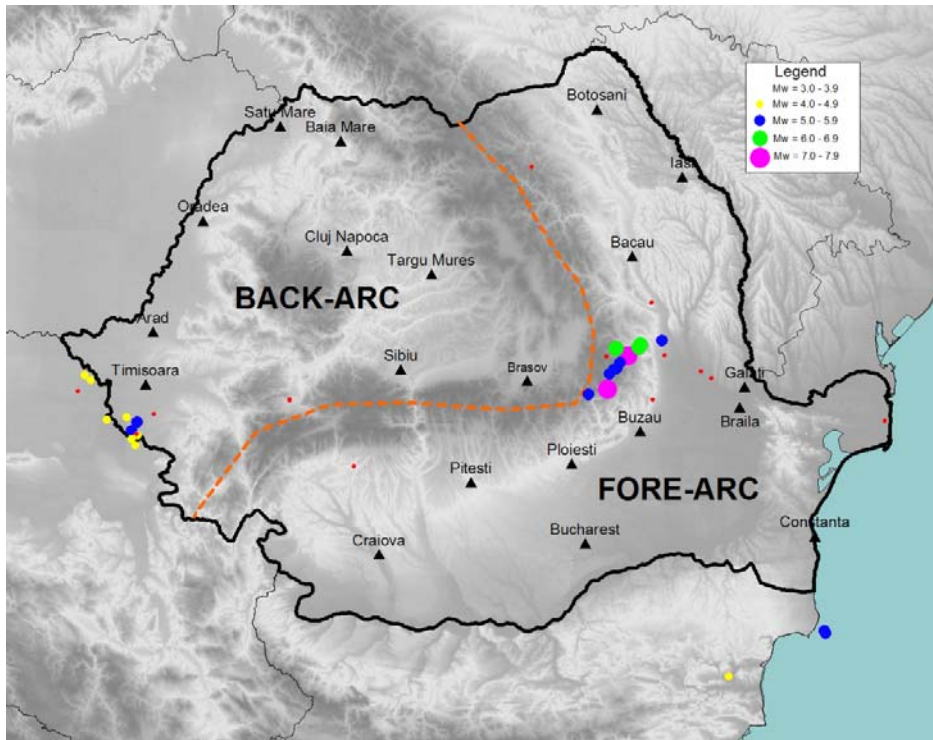 Legend
Mw = 3.0 - 3.9
Mw = 4.0 - 4.9
Mw = 5.0 - 5.9
Mw = 6.0 - 6.9
Mw = 7.0 - 7.9
Botosani
Satu Mare
Baia Mare
Iasi
Oradea
Cluj Napoca
Bacau
Targu Mures
BACK-ARC
Arad
Timisoara
Sibiu
Brasov
Galati
Braila
Buzau
Ploiesti
Pitesti
FORE-ARC
Constanta
Bucharest
Craiova